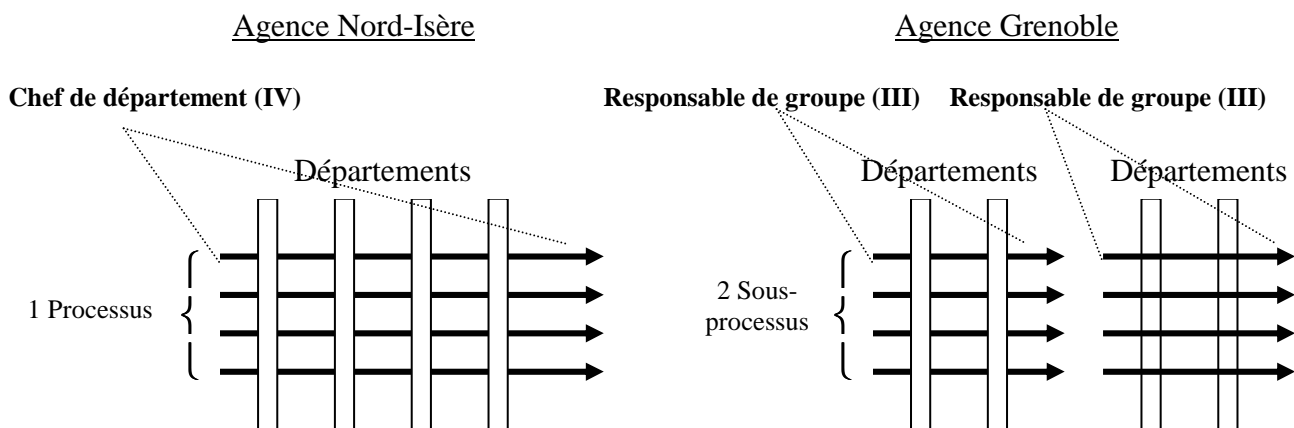 Agence Nord-Isère
Agence Grenoble
Chef de département (IV)
Responsable de groupe (III)
Responsable de groupe (III)
Départements
Départements
Départements
1 Processus
2 Sous-
processus